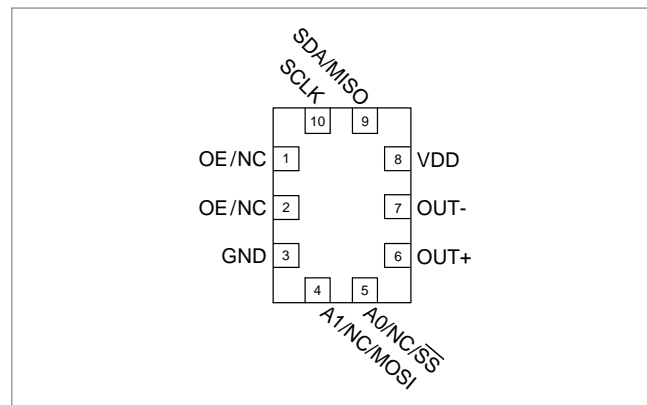 SDA/MISO
SCLK
10 9
OE/NC 1 8 VDD
OE/NC 2 7 OUT-
GND 3 6 OUT+
4 5
A1/NC/MOSI
A0/NC/S̅S̅